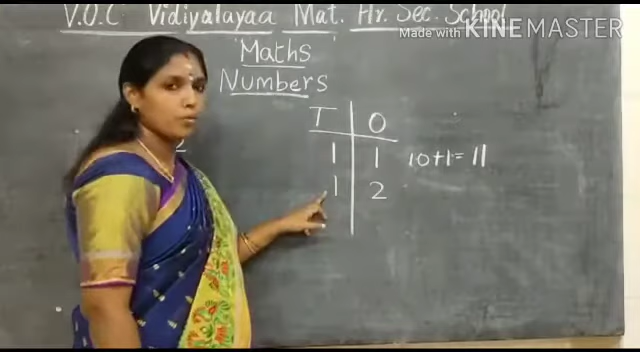 V.O.C Vidiyalayaa Mat. Hr. Sec. School
Made with KINEMASTER
Maths
Numbers
T O
1 1 10+1= 11
1 2